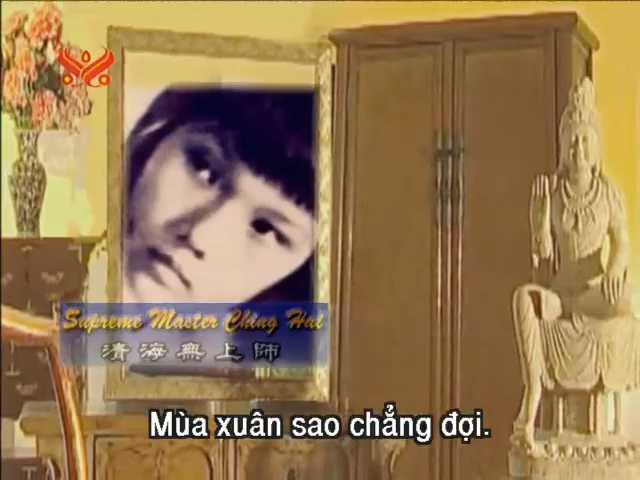 Supreme Master Ching Hai
清海無上師
Mùa xuân sao chẳng đợi.